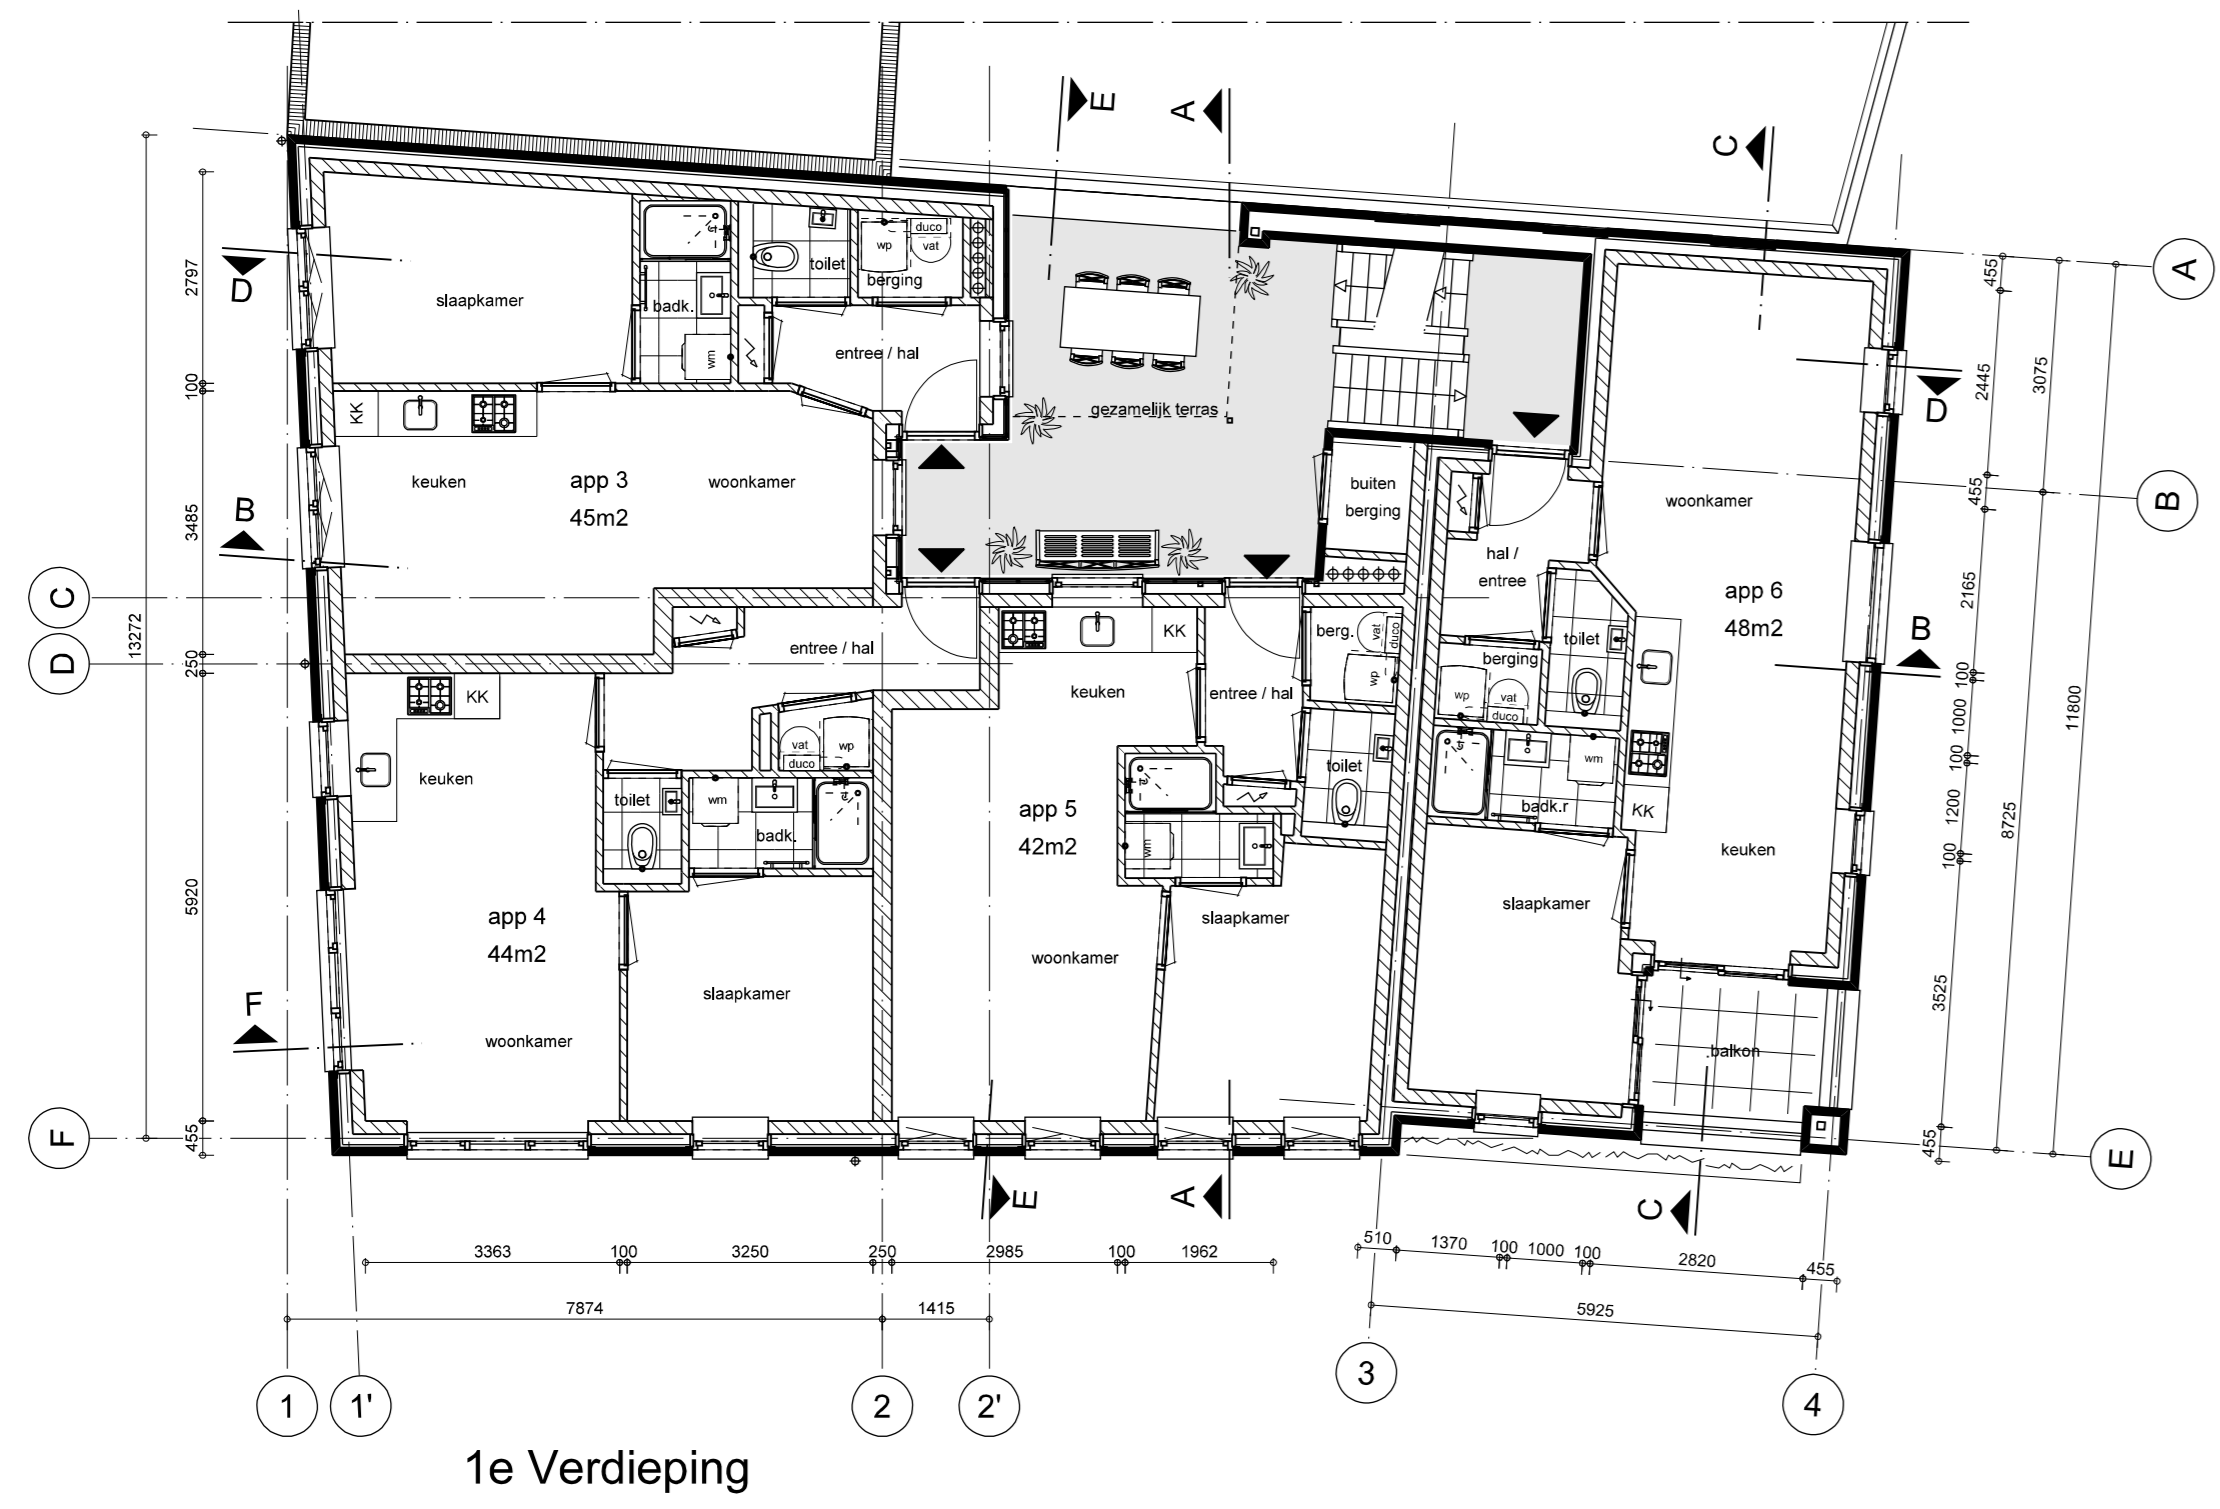 E
A
C
A
455
D
2797
duco
wp
vat
toilet
berging
slaapkamer
badk.
wm
entree / hal
2445
3075
D
100
KK
gezamelijk terras
B
keuken
app 3
woonkamer
45m2
3485
B
buiten
berging
woonkamer
455
hal /
entree
app 6
48m2
2165
11800
B
C
13272
D
250
entree / hal
KK
berg.
vat
duco
wp
toilet
berging
wp
vat
duco
100
1000
100
KK
keuken
entree / hal
vat
wp
duco
keuken
toilet
wm
badk.
app 5
42m2
toilet
wm
wm
badk.r
KK
keuken
1200
100
8725
5920
app 4
44m2
slaapkamer
slaapkamer
woonkamer
slaapkamer
F
woonkamer
balkon
3525
F
455
455
E
E
A
C
3363
100
3250
250
2985
100
1962
510
1370
100
1000
100
2820
455
7874
1415
5925
1
1'
2
2'
3
4
1e Verdieping